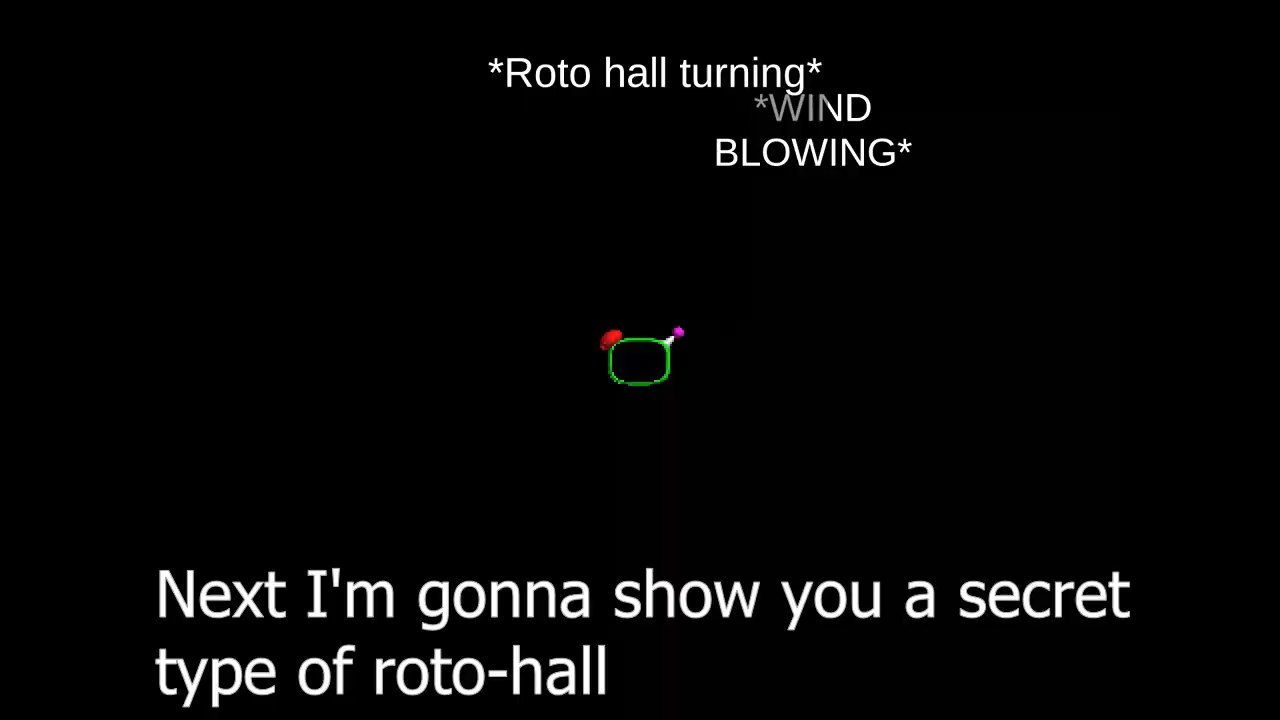 *Roto hall turning*
*WIND
BLOWING*
Next I'm gonna show you a secret
type of roto-hall